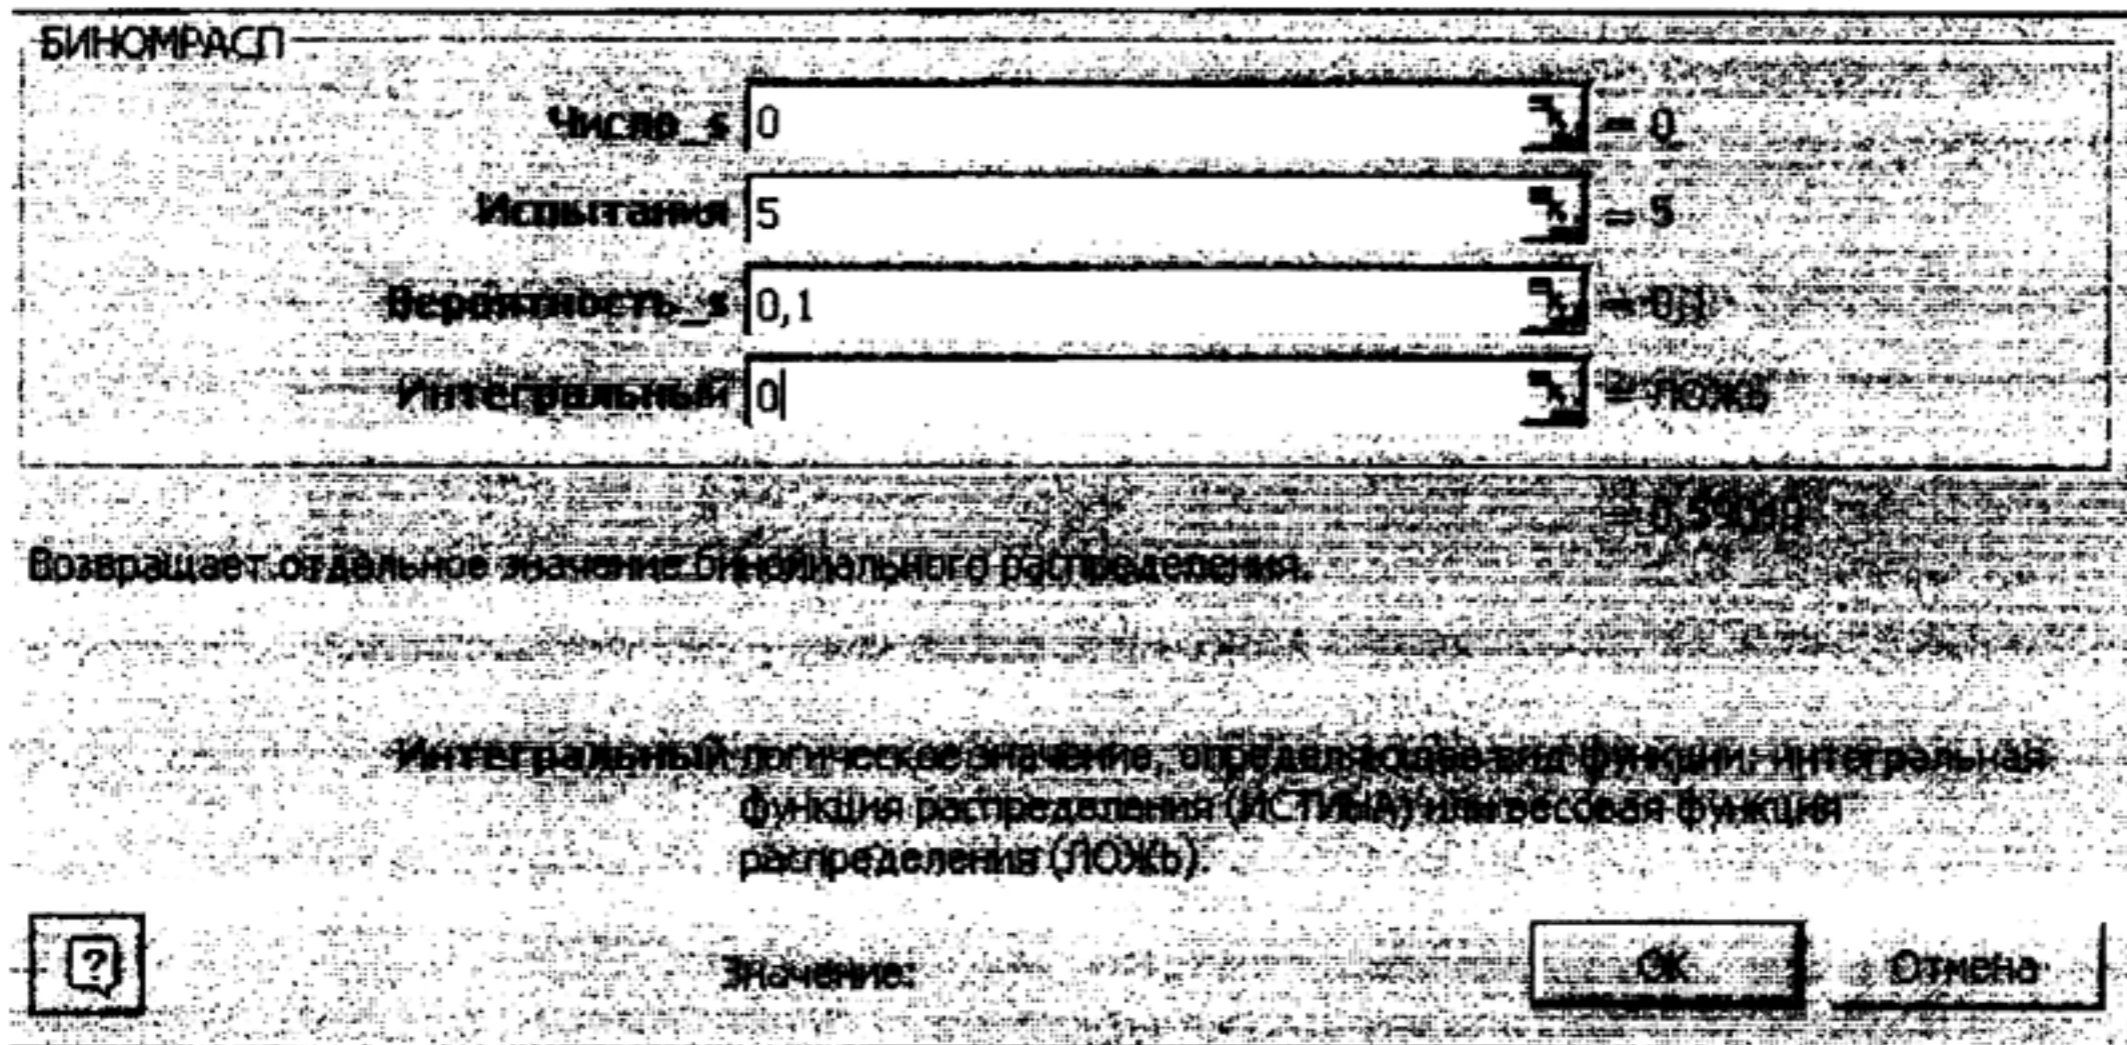 БИНОМРАСП
Число_s 0 = 0
Испытания 5 = 5
Вероятность_s 0,1 = 0,1
Интегральный 0 = ЛОЖЬ
= 0,59049
Возвращает отдельное значение биномиального распределения.
Интегральный логическое значение, определяющее вид функции: интегральная
функция распределения (ИСТИНА) или весовая функция
распределения (ЛОЖЬ).
? Значение: OK Отмена